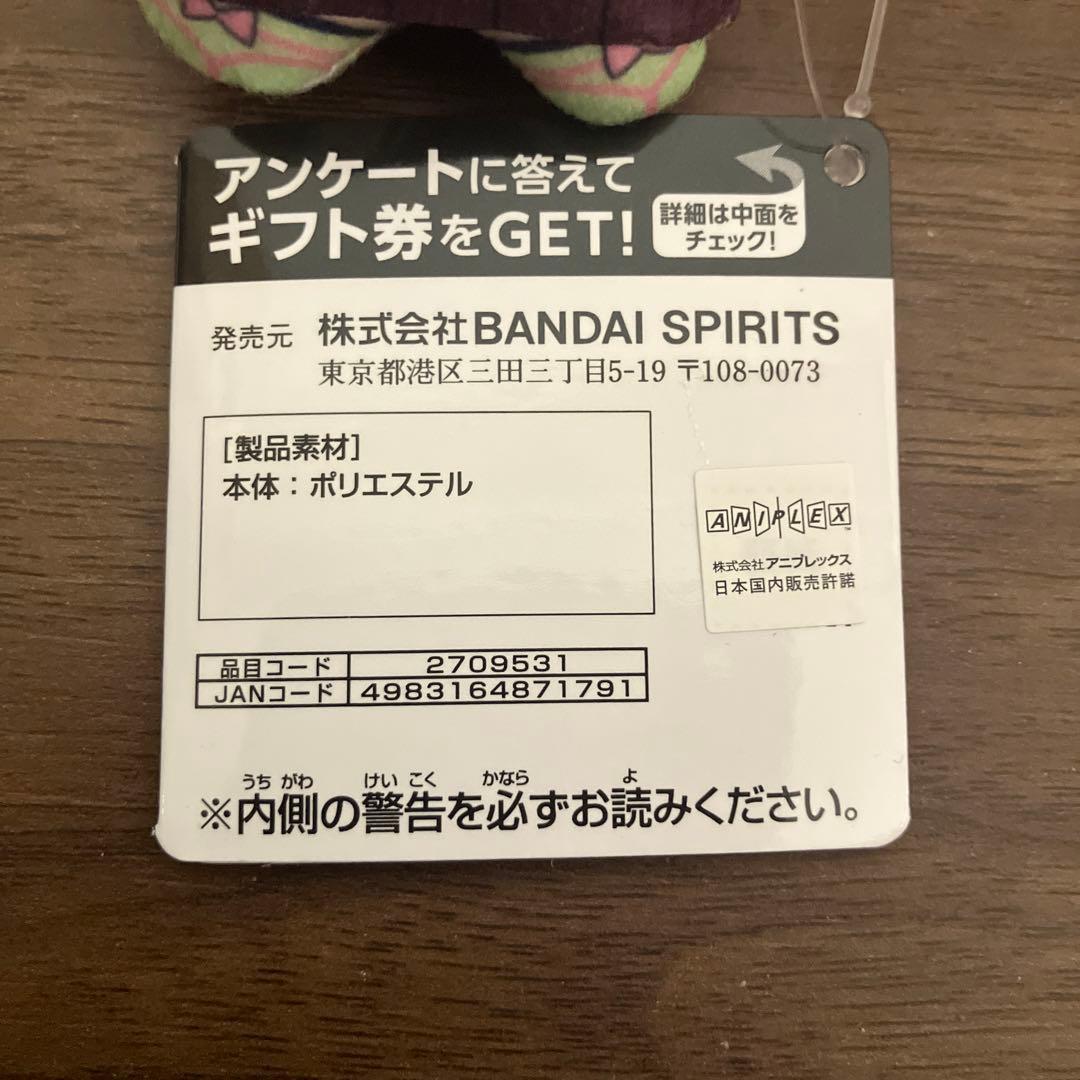 アンケートに答えて
ギフト券をGET!
詳細は中面を
チェック!
発売元 株式会社BANDAI SPIRITS
東京都港区三田三丁目5-19 〒108-0073
[製品素材]
本体：ポリエステル
ANIPLEX™
株式会社アニプレックス
日本国内販売許諾
品目コード 2709531
JANコード 4983164871791
うち がわ けい こく かなら よ
※内側の警告を必ずお読みください。